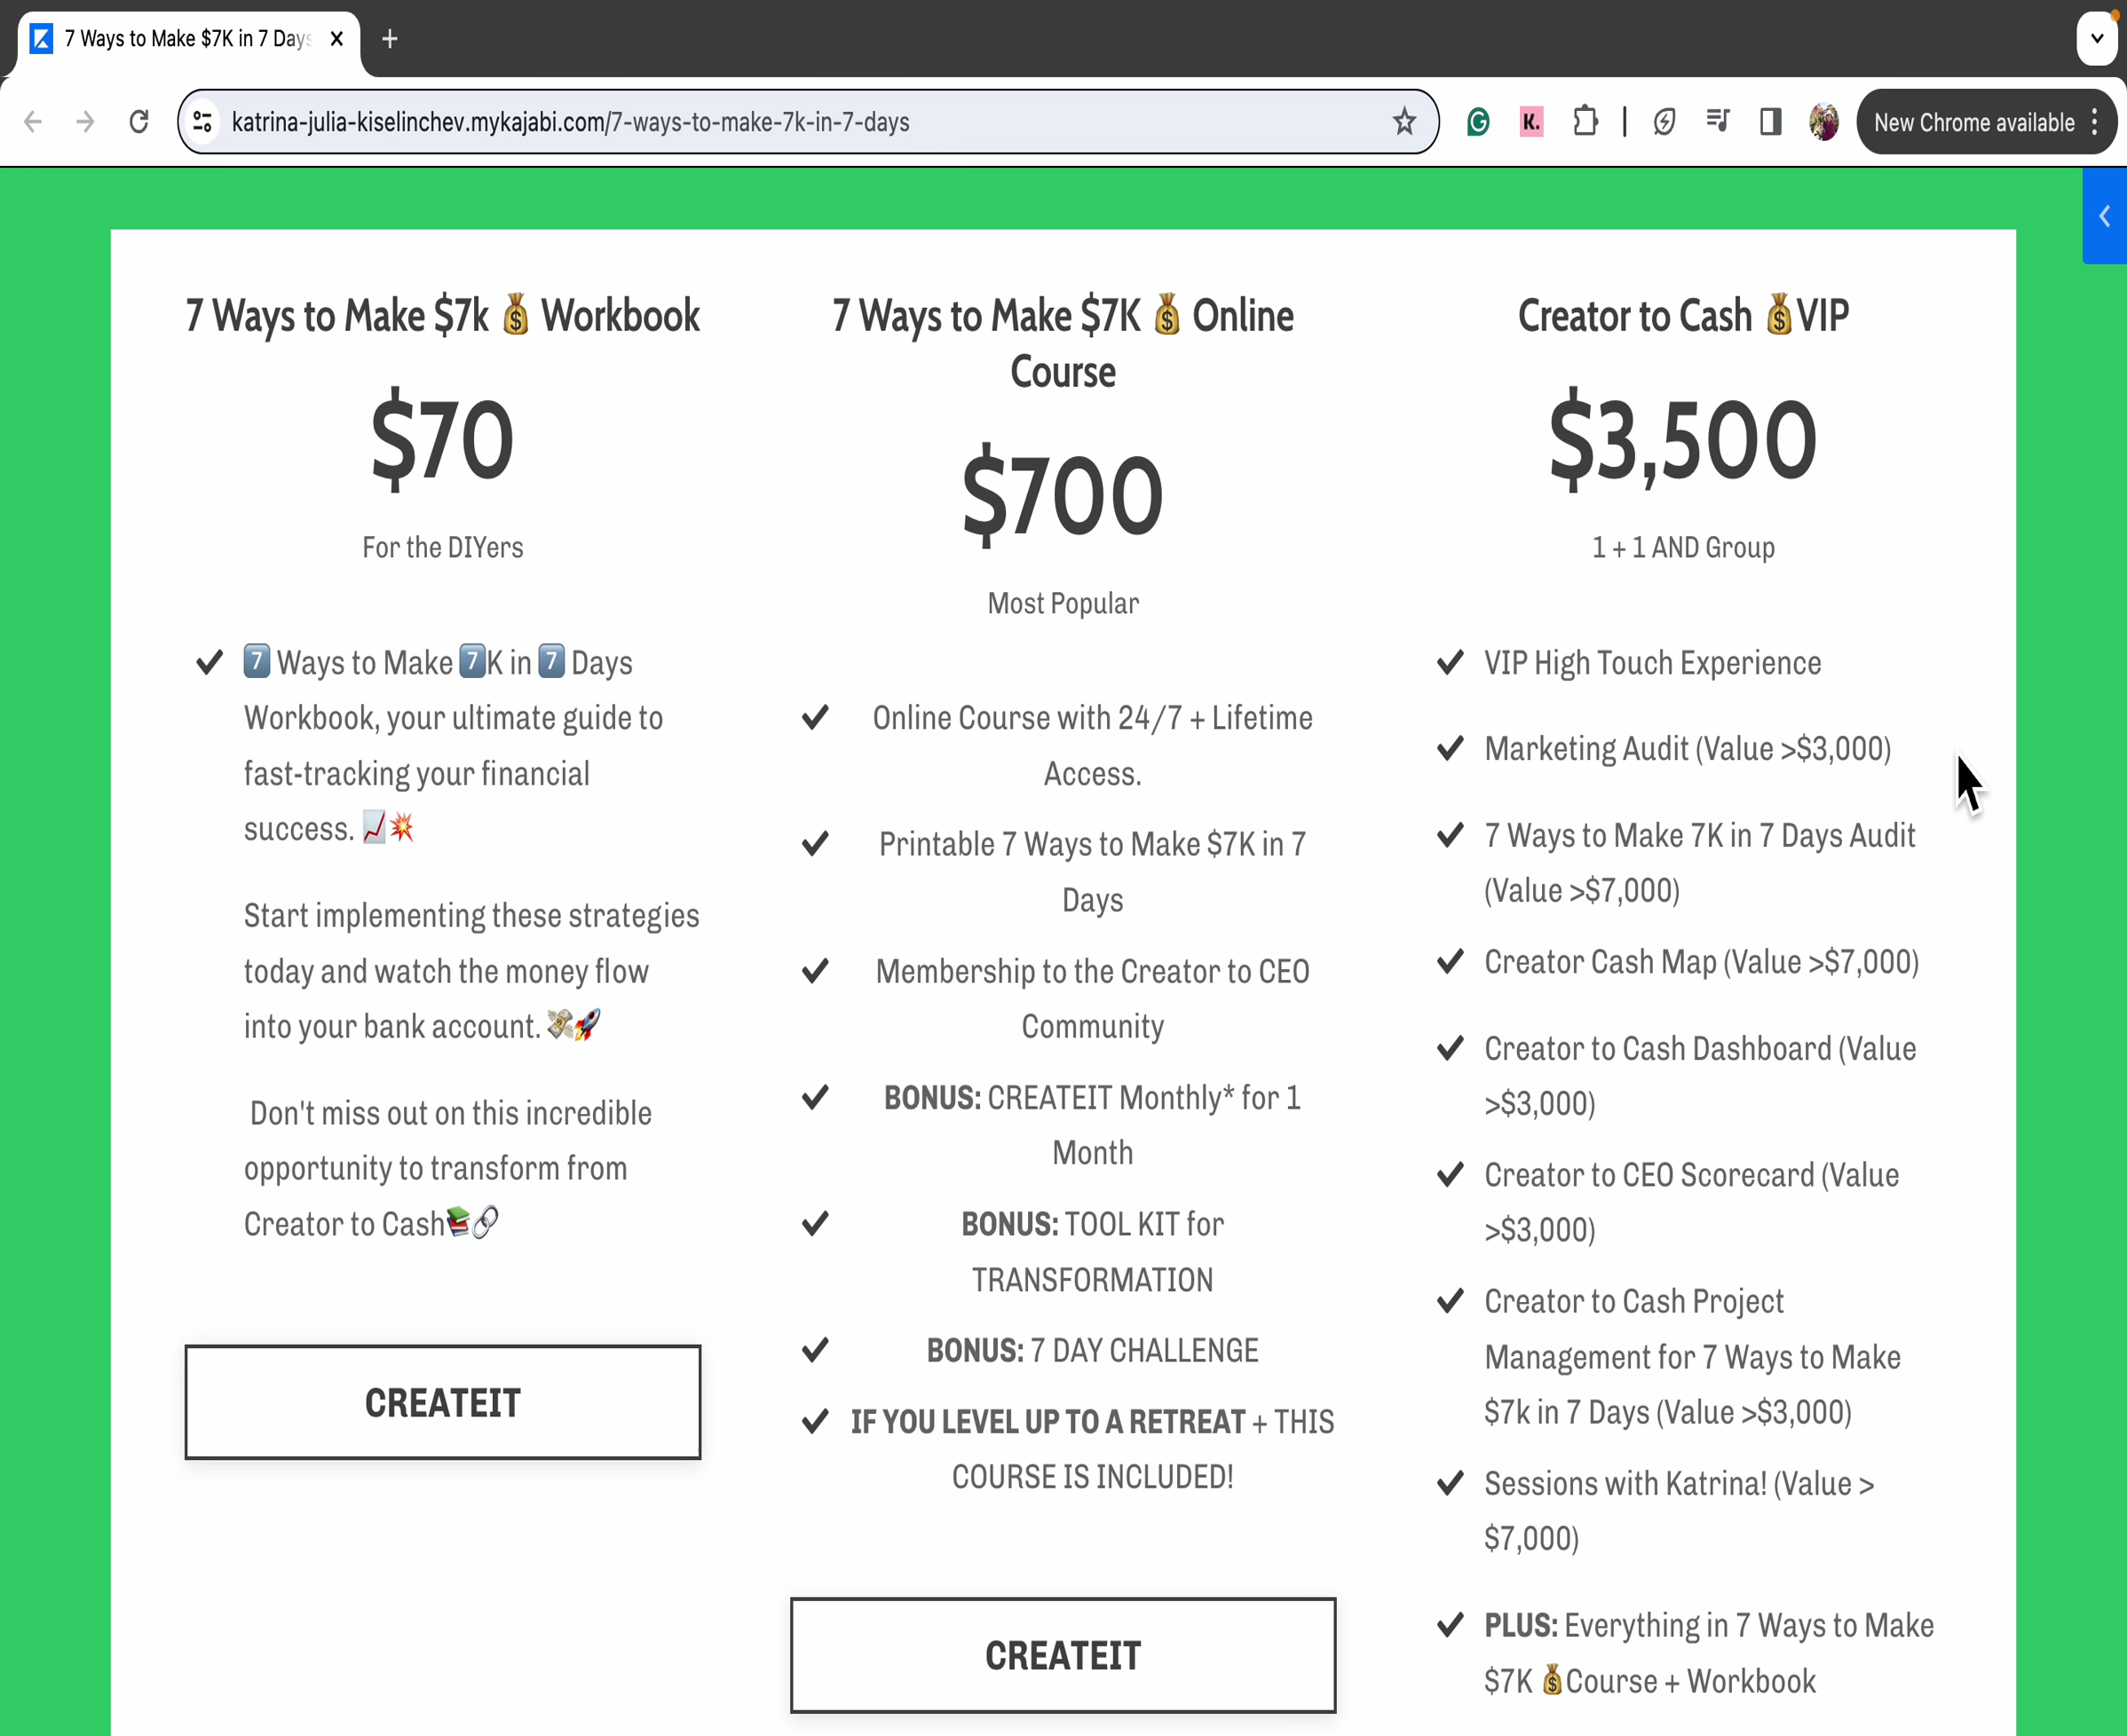 7 Ways to Make $7K in 7 Days
katrina-julia-kiselinchev.mykajabi.com/7-ways-to-make-7k-in-7-days
K.
New Chrome available
7 Ways to Make $7k 💰 Workbook
$70
For the DIYers
7️⃣ Ways to Make 7️⃣K in 7️⃣ Days
Workbook, your ultimate guide to
fast-tracking your financial
success. 📈💥
Start implementing these strategies
today and watch the money flow
into your bank account. 💸🚀
Don't miss out on this incredible
opportunity to transform from
Creator to Cash📚🔗
CREATEIT
7 Ways to Make $7K 💰 Online
Course
$700
Most Popular
Online Course with 24/7 + Lifetime
Access.
Printable 7 Ways to Make $7K in 7
Days
Membership to the Creator to CEO
Community
BONUS: CREATEIT Monthly* for 1
Month
BONUS: TOOL KIT for
TRANSFORMATION
BONUS: 7 DAY CHALLENGE
IF YOU LEVEL UP TO A RETREAT + THIS
COURSE IS INCLUDED!
CREATEIT
Creator to Cash 💰VIP
$3,500
1 + 1 AND Group
VIP High Touch Experience
Marketing Audit (Value >$3,000)
7 Ways to Make 7K in 7 Days Audit
(Value >$7,000)
Creator Cash Map (Value >$7,000)
Creator to Cash Dashboard (Value
>$3,000)
Creator to CEO Scorecard (Value
>$3,000)
Creator to Cash Project
Management for 7 Ways to Make
$7k in 7 Days (Value >$3,000)
Sessions with Katrina! (Value >
$7,000)
PLUS: Everything in 7 Ways to Make
$7K 💰Course + Workbook